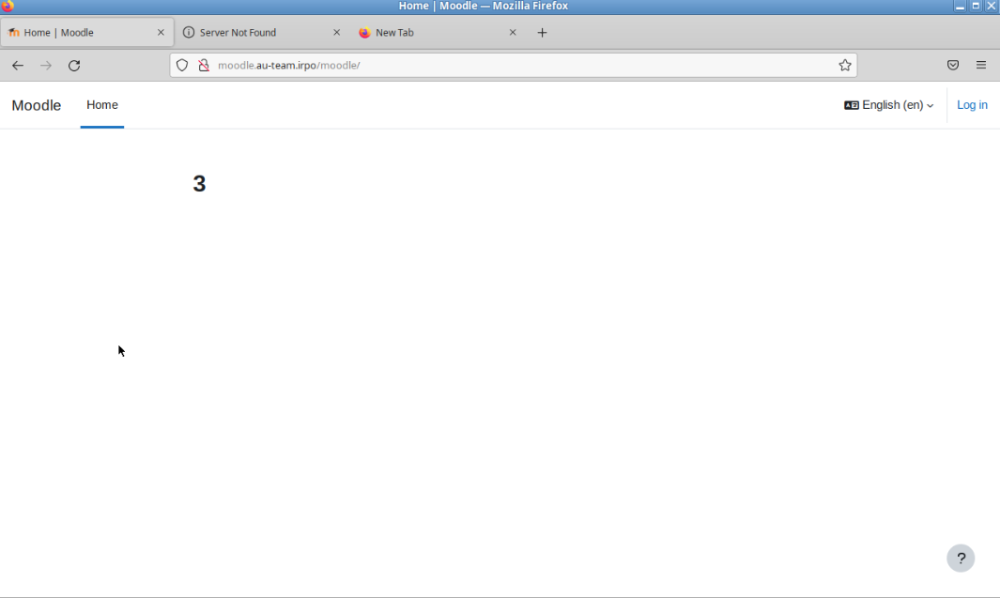 Home | Moodle — Mozilla Firefox
Home | Moodle
Server Not Found
New Tab
moodle.au-team.irpo/moodle/
Moodle
Home
English (en)
Log in
3
?